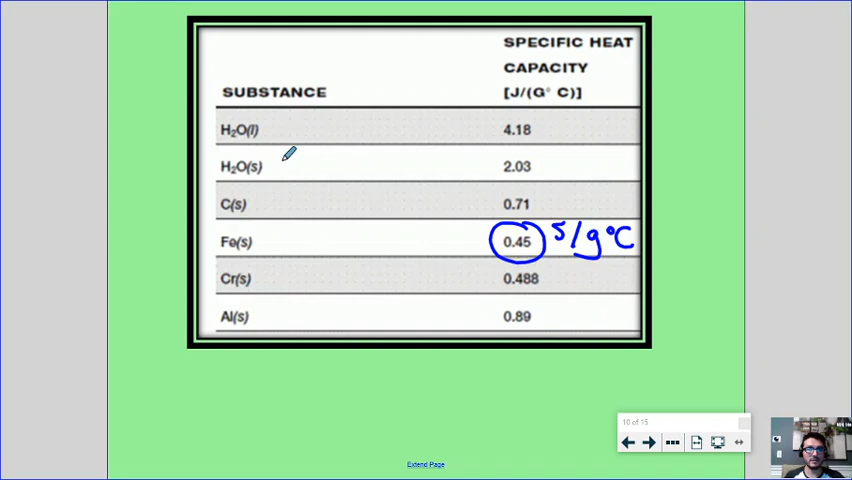 SPECIFIC HEAT
CAPACITY
SUBSTANCE [J/(G° C)]
H₂O(l) 4.18
H₂O(s) 2.03
C(s) 0.71
Fe(s) 0.45 J/g°C
Cr(s) 0.488
Al(s) 0.89
10 of 15
Extend Page